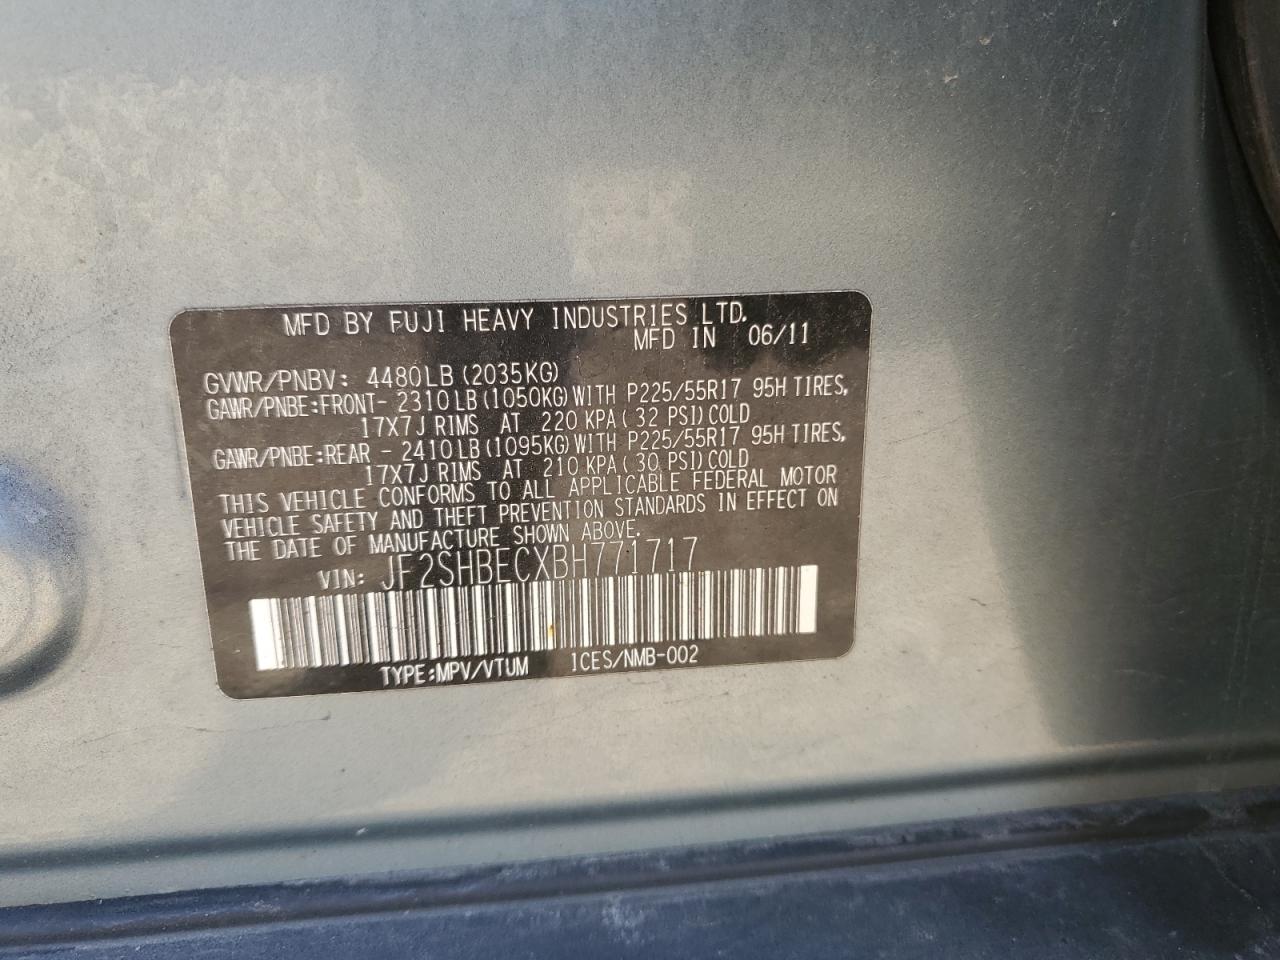 MFD BY FUJI HEAVY INDUSTRIES LTD.
MFD IN 06/11
GVWR/PNBV: 4480LB (2035KG)
GAWR/PNBE:FRONT- 2310LB (1050KG) WITH P225/55R17 95H TIRES,
17X7J RIMS AT 220 KPA ( 32 PSI) COLD
GAWR/PNBE:REAR - 2410LB (1095KG) WITH P225/55R17 95H TIRES,
17X7J RIMS AT 210 KPA ( 30 PSI) COLD
THIS VEHICLE CONFORMS TO ALL APPLICABLE FEDERAL MOTOR
VEHICLE SAFETY AND THEFT PREVENTION STANDARDS IN EFFECT ON
THE DATE OF MANUFACTURE SHOWN ABOVE.
VIN: JF2SHBECXBH771717
TYPE:MPV/VTUM ICES/NMB-002